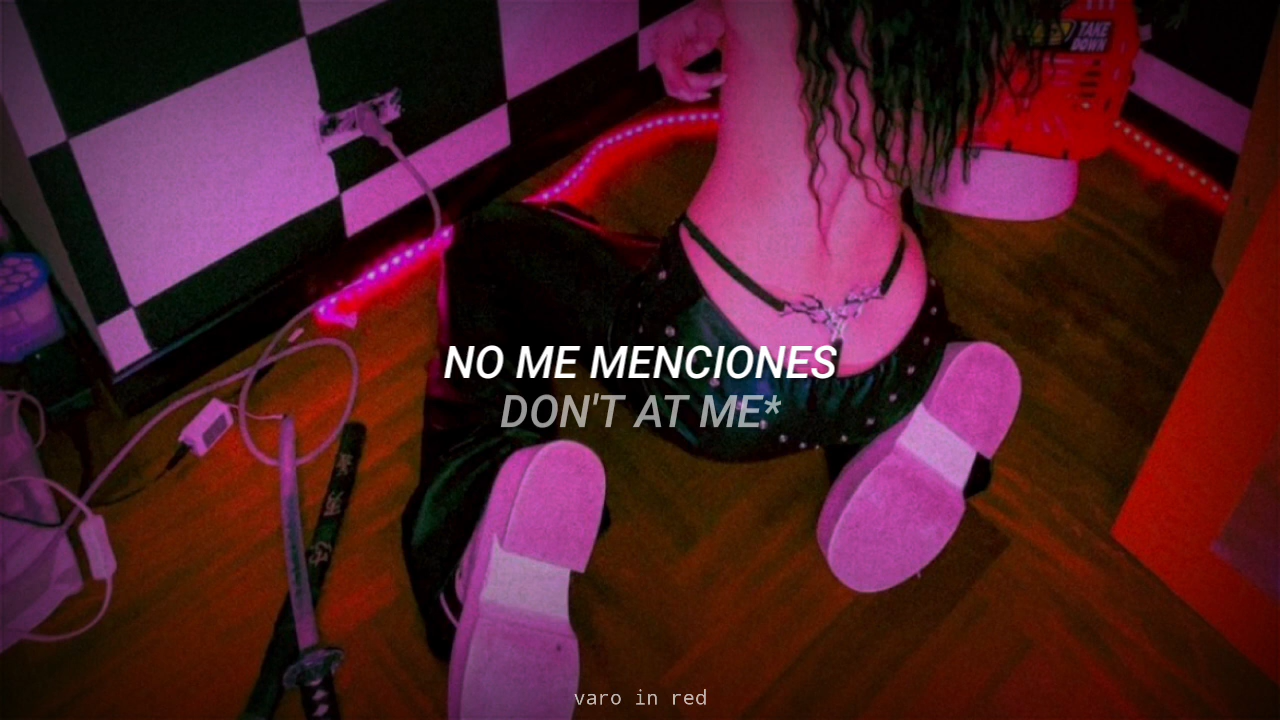 TAKE
DOWN
NO ME MENCIONES
DON'T AT ME*
varo in red